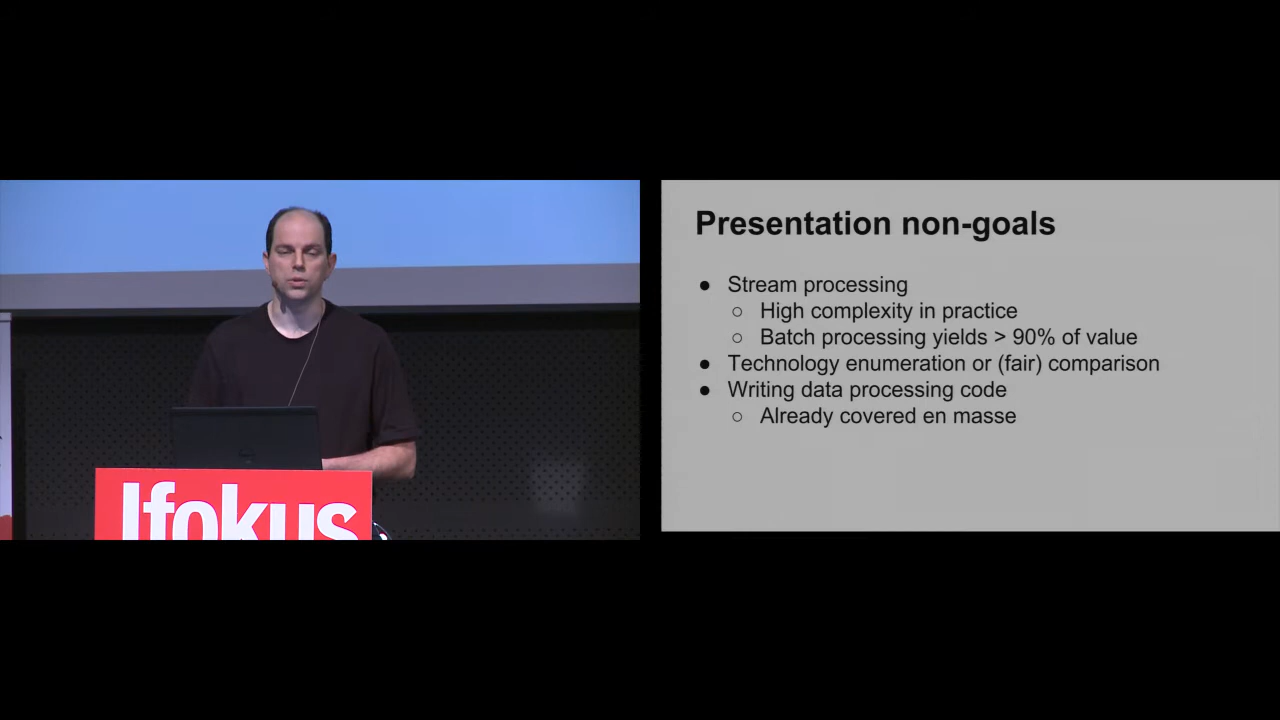 Jfokus
Presentation non-goals
● Stream processing
○ High complexity in practice
○ Batch processing yields > 90% of value
● Technology enumeration or (fair) comparison
● Writing data processing code
○ Already covered en masse